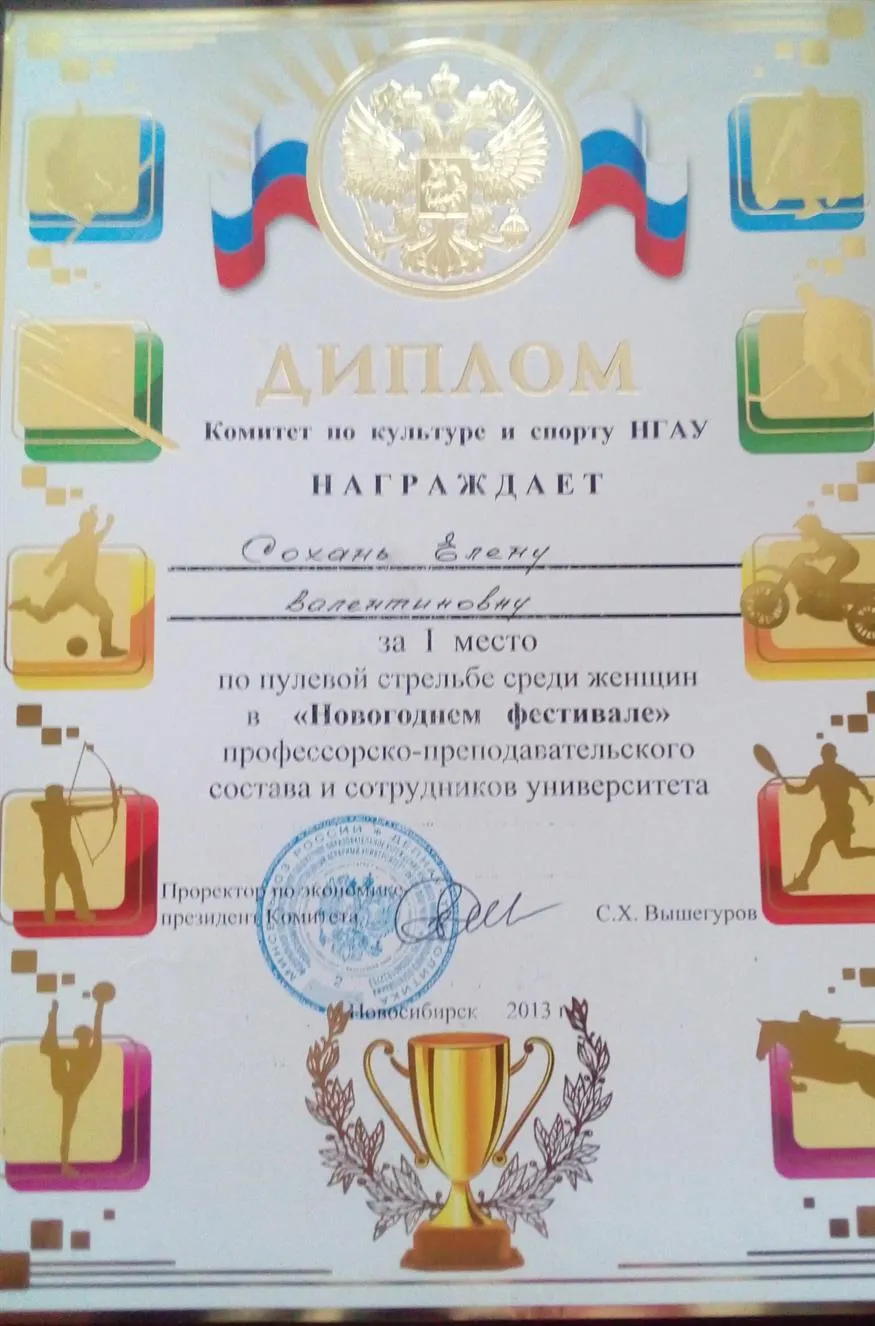 ДИПЛОМ
Комитет по культуре и спорту НГАУ
НАГРАЖДАЕТ
Сохань Елену
Валентиновну
за I место
по пулевой стрельбе среди женщин
в «Новогоднем фестивале»
профессорско-преподавательского
состава и сотрудников университета
Проректор по экономике
президент Комитета
С.Х. Вышегуров
Новосибирск 2013 г